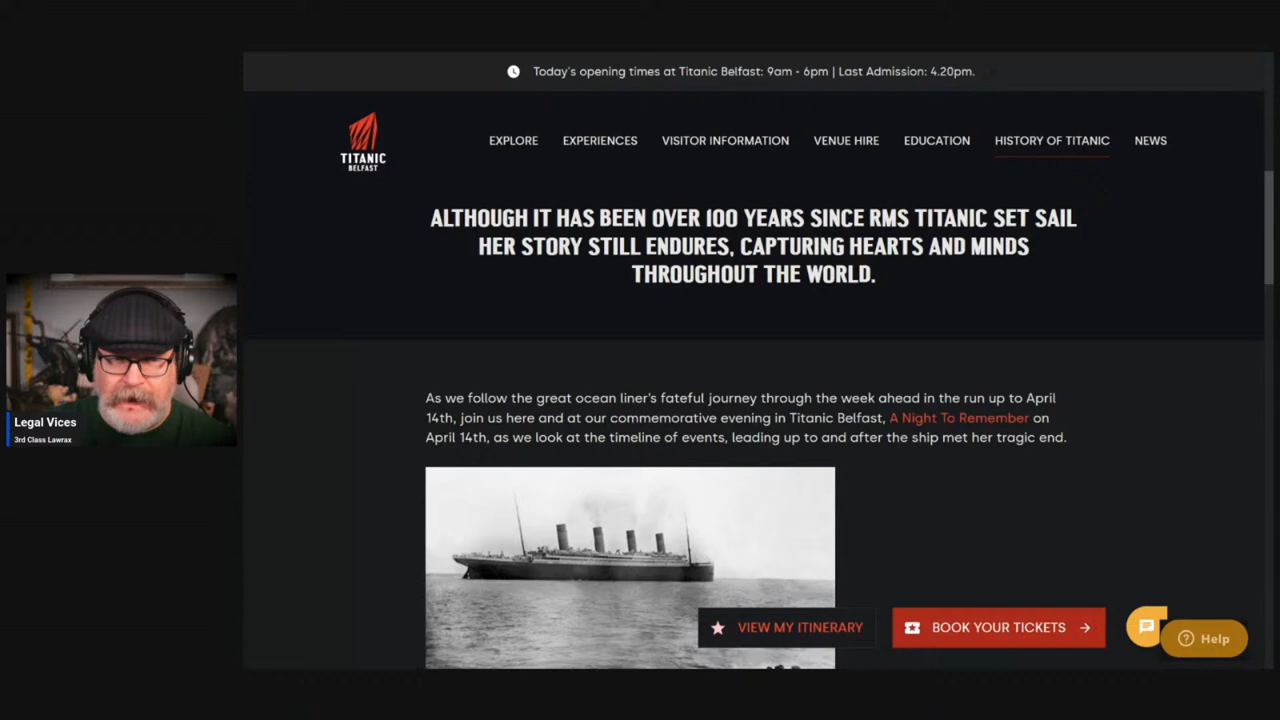 Today's opening times at Titanic Belfast: 9am - 6pm | Last Admission: 4.20pm.
TITANIC
BELFAST
EXPLORE
EXPERIENCES
VISITOR INFORMATION
VENUE HIRE
EDUCATION
HISTORY OF TITANIC
NEWS
ALTHOUGH IT HAS BEEN OVER 100 YEARS SINCE RMS TITANIC SET SAIL
HER STORY STILL ENDURES, CAPTURING HEARTS AND MINDS
THROUGHOUT THE WORLD.
As we follow the great ocean liner's fateful journey through the week ahead in the run up to April
14th, join us here and at our commemorative evening in Titanic Belfast, A Night To Remember on
April 14th, as we look at the timeline of events, leading up to and after the ship met her tragic end.
Legal Vices
3rd Class Lawrax
VIEW MY ITINERARY
BOOK YOUR TICKETS
Help